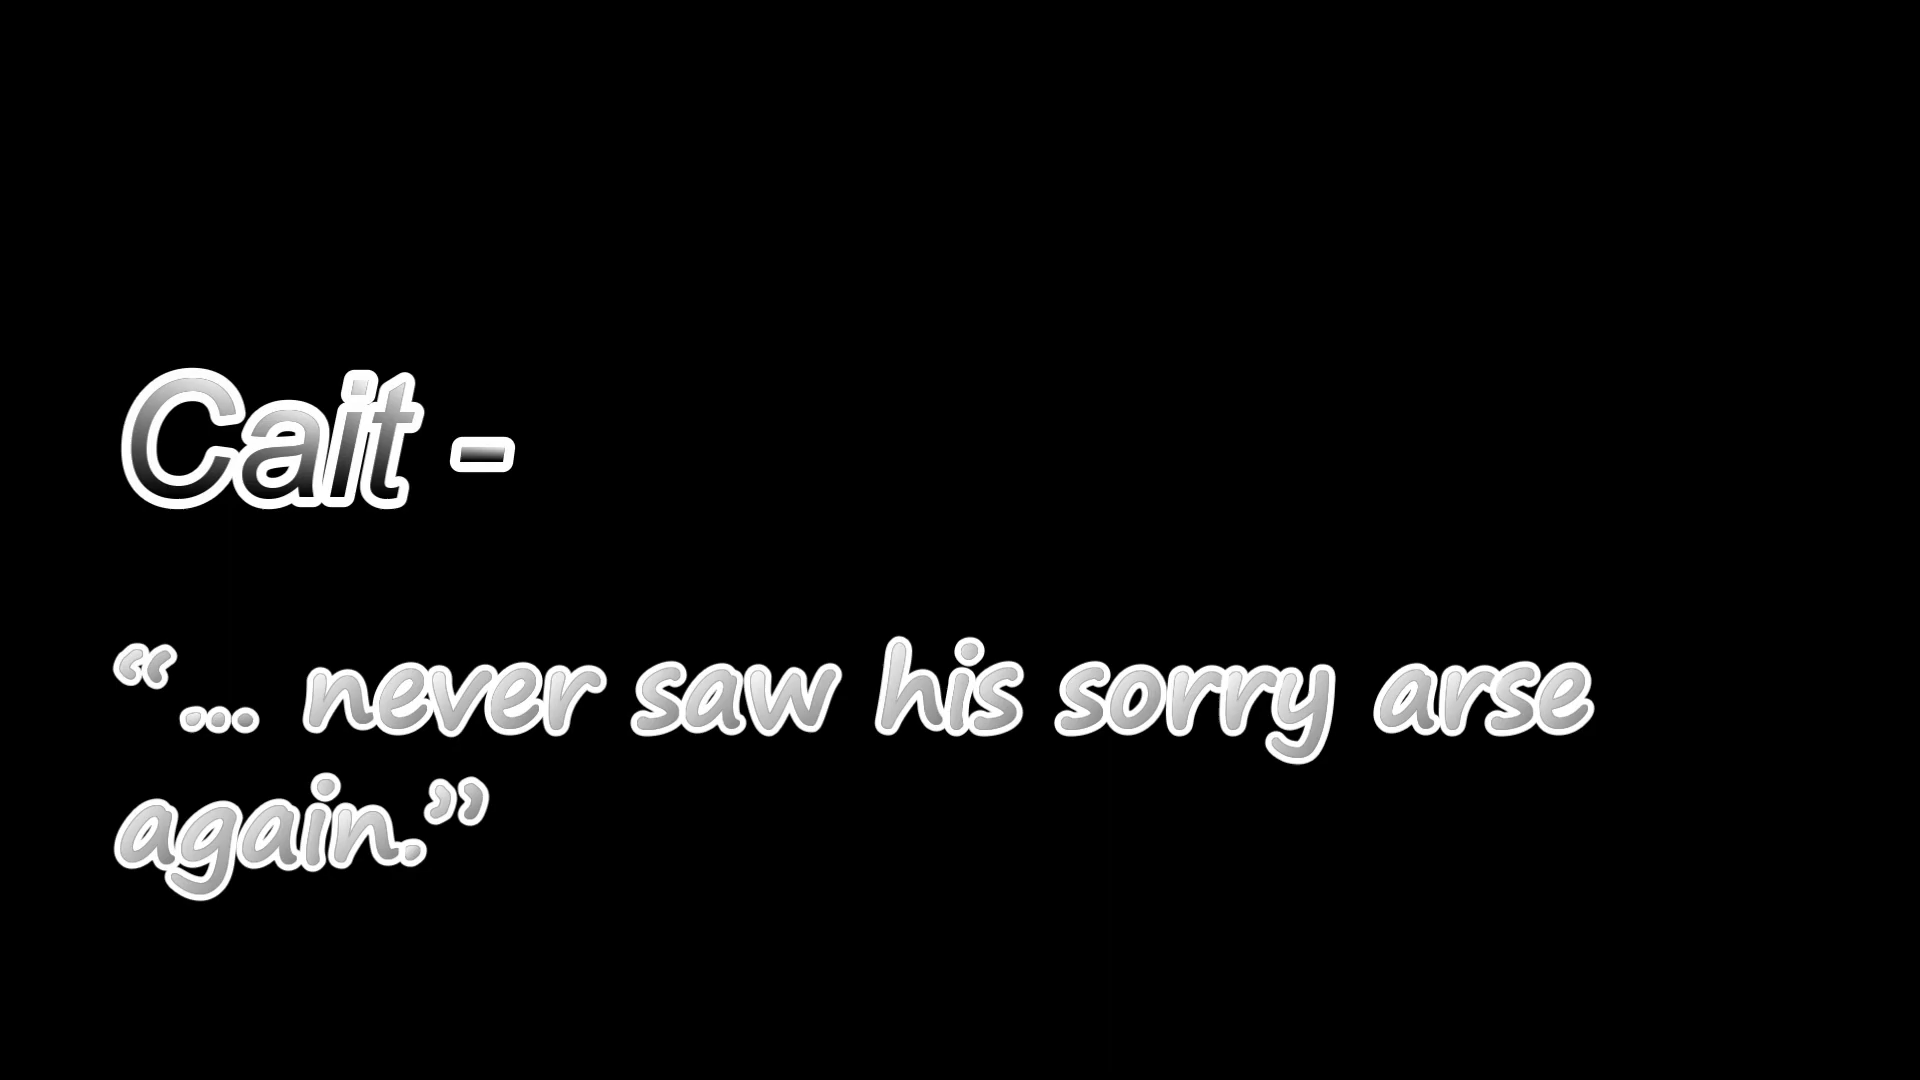 Cait -
“... never saw his sorry arse
again.”